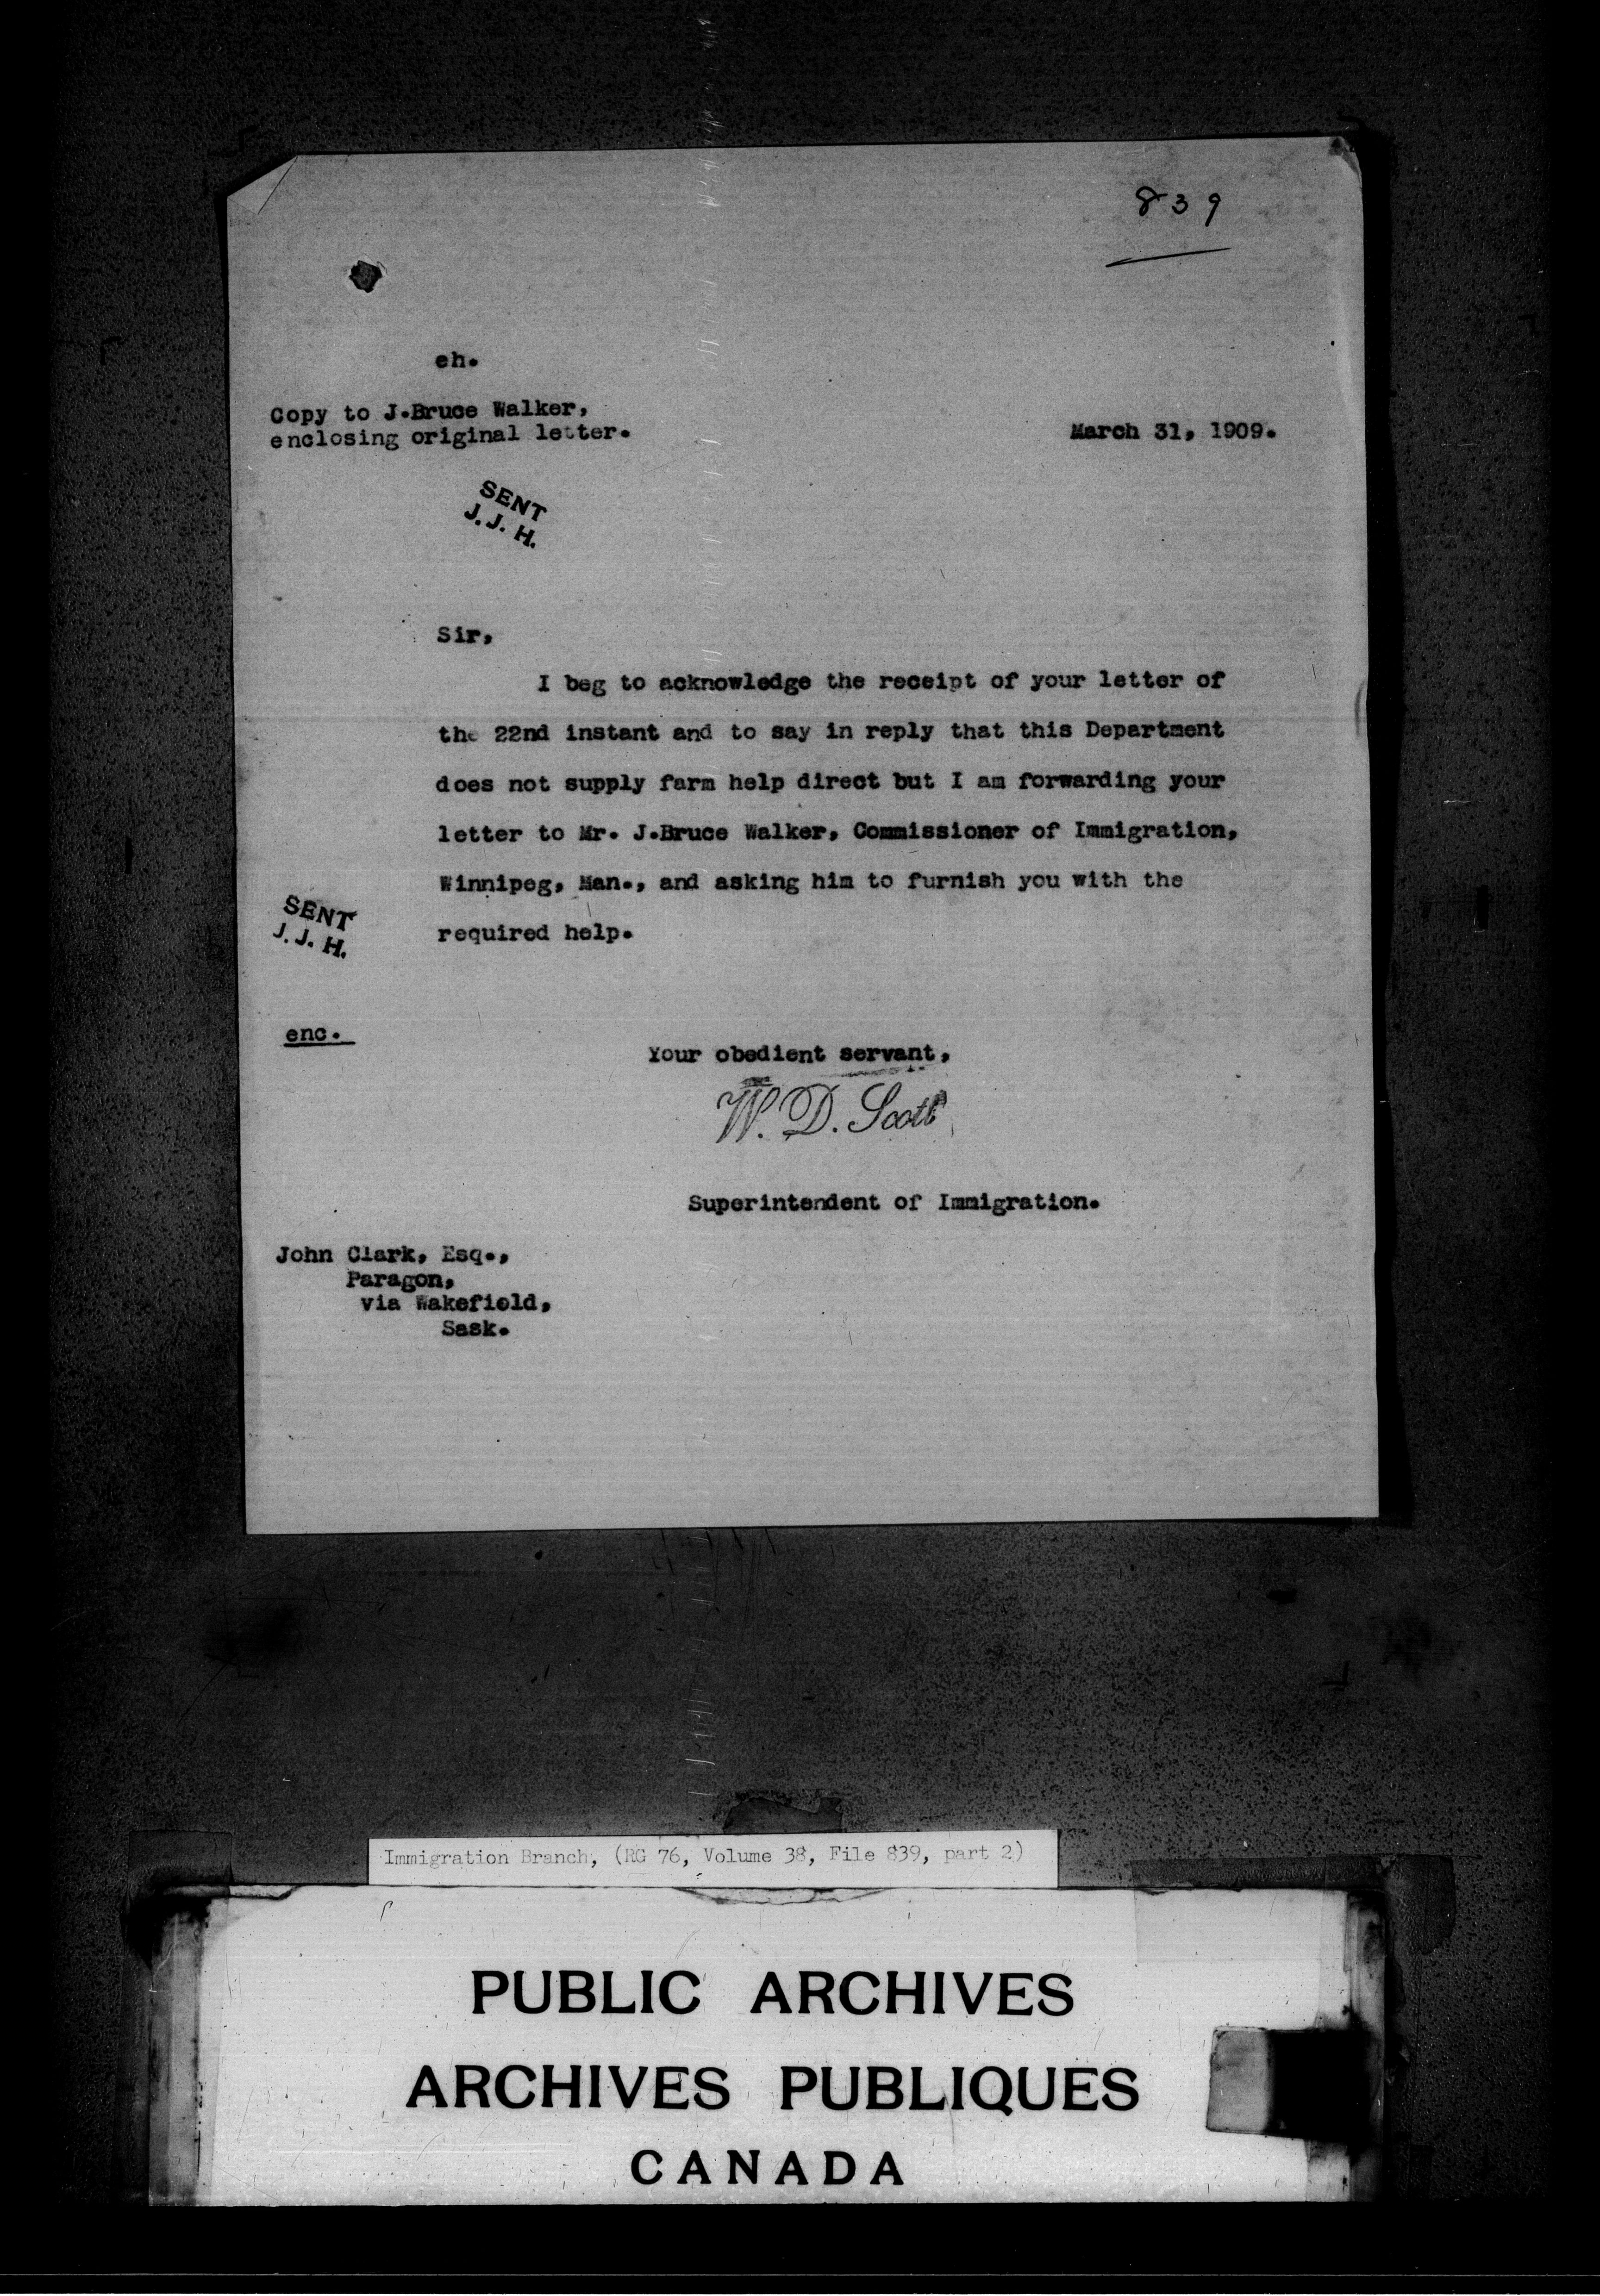 839
eh.
Copy to J.Bruce Walker,
enclosing original letter.
March 31, 1909.
SENT
J. J. H.
Sir,
I beg to acknowledge the receipt of your letter of
the 22nd instant and to say in reply that this Department
does not supply farm help direct but I am forwarding your
letter to Mr. J.Bruce Walker, Commissioner of Immigration,
Winnipeg, Man., and asking him to furnish you with the
required help.
SENT
J. J. H.
enc.
Your obedient servant,
W. D. Scott
Superintendent of Immigration.
John Clark, Esq.,
Paragon,
via Wakefield,
Sask.
Immigration Branch, (RG 76, Volume 38, File 839, part 2)
PUBLIC ARCHIVES
ARCHIVES PUBLIQUES
CANADA